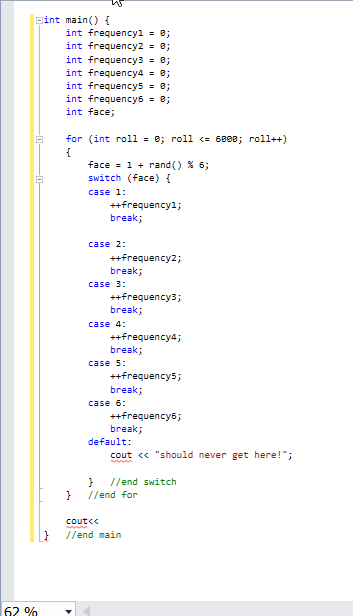 int main() {
int frequency1 = 0;
int frequency2 = 0;
int frequency3 = 0;
int frequency4 = 0;
int frequency5 = 0;
int frequency6 = 0;
int face;
for (int roll = 0; roll <= 6000; roll++)
{
face = 1 + rand() % 6;
switch (face) {
case 1:
++frequency1;
break;
case 2:
++frequency2;
break;
case 3:
++frequency3;
break;
case 4:
++frequency4;
break;
case 5:
++frequency5;
break;
case 6:
++frequency6;
break;
default:
cout << "should never get here!";
} //end switch
} //end for
cout<<
} //end main
62 %